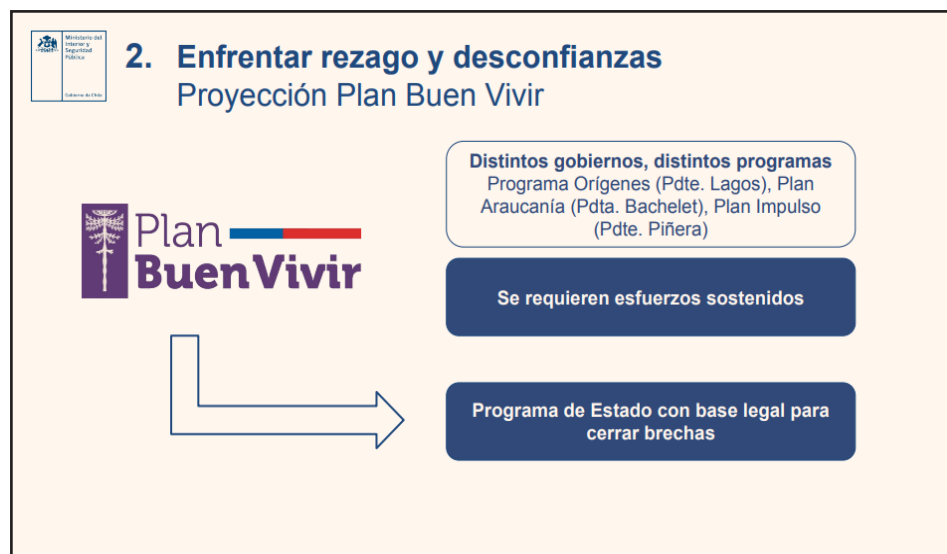 Ministerio del
Interior y
Seguridad
Pública
Gobierno de Chile
2. Enfrentar rezago y desconfianzas
Proyección Plan Buen Vivir
Plan
Buen Vivir
Distintos gobiernos, distintos programas
Programa Orígenes (Pdte. Lagos), Plan
Araucanía (Pdta. Bachelet), Plan Impulso
(Pdte. Piñera)
Se requieren esfuerzos sostenidos
Programa de Estado con base legal para
cerrar brechas